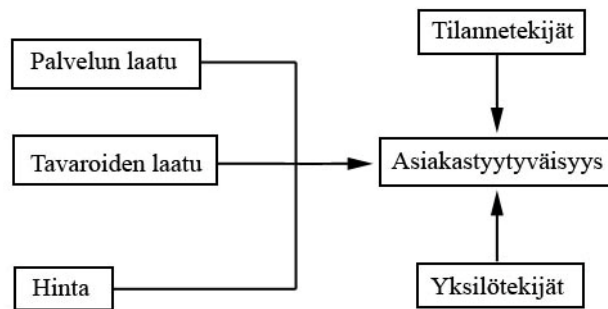 Tilannetekijät
Palvelun laatu
Tavaroiden laatu
Asiakastyytyväisyys
Hinta
Yksilötekijät